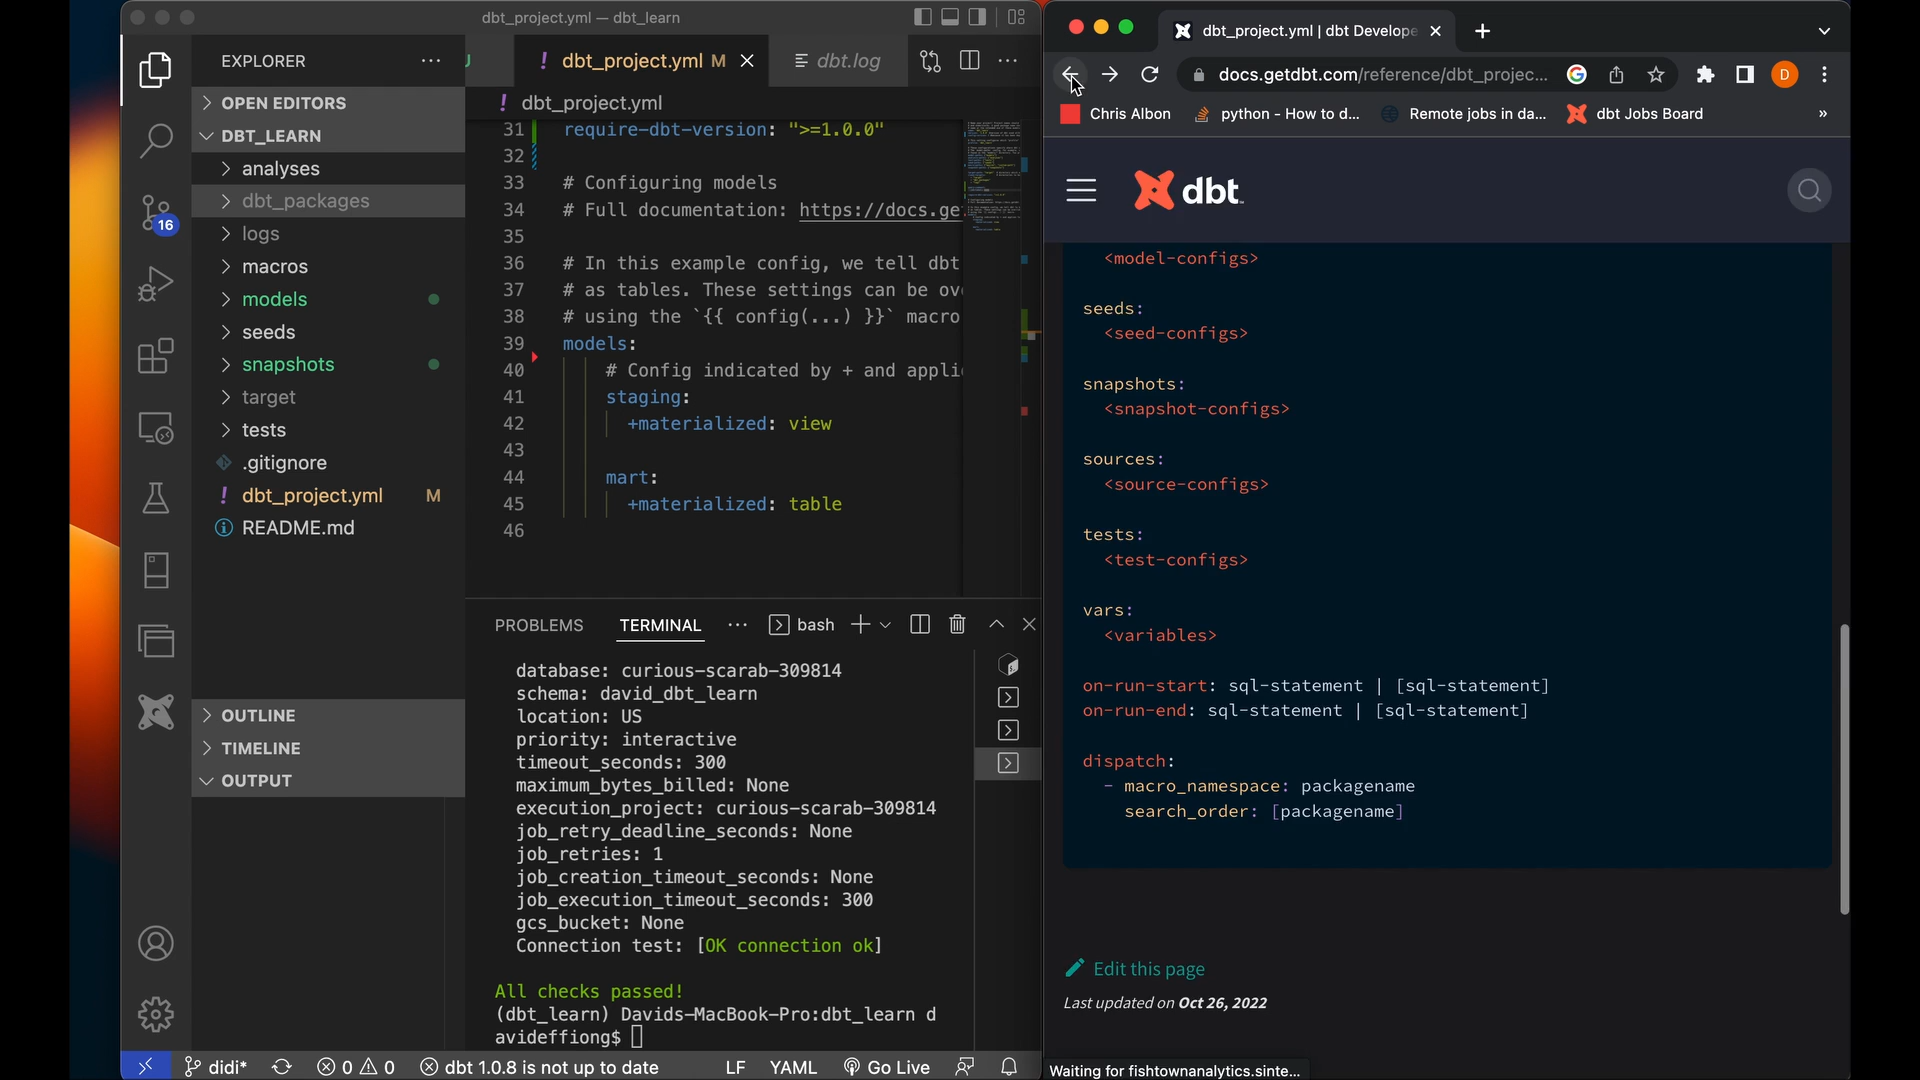 dbt_project.yml — dbt_learn
EXPLORER
OPEN EDITORS
DBT_LEARN
analyses
dbt_packages
logs
macros
models
seeds
snapshots
target
tests
.gitignore
dbt_project.yml M
README.md
OUTLINE
TIMELINE
OUTPUT
16
U
! dbt_project.yml M
dbt.log
! dbt_project.yml
31 require-dbt-version: ">=1.0.0"
32
33 # Configuring models
34 # Full documentation: https://docs.ge
35
36 # In this example config, we tell dbt
37 # as tables. These settings can be ov
38 # using the `{{ config(...) }}` macro
39 models:
40 # Config indicated by + and appli
41 staging:
42 +materialized: view
43
44 mart:
45 +materialized: table
46
PROBLEMS TERMINAL ... bash
database: curious-scarab-309814
schema: david_dbt_learn
location: US
priority: interactive
timeout_seconds: 300
maximum_bytes_billed: None
execution_project: curious-scarab-309814
job_retry_deadline_seconds: None
job_retries: 1
job_creation_timeout_seconds: None
job_execution_timeout_seconds: 300
gcs_bucket: None
Connection test: [OK connection ok]
All checks passed!
(dbt_learn) Davids-MacBook-Pro:dbt_learn d
avideffiong$
didi* 0 0 dbt 1.0.8 is not up to date LF YAML Go Live
dbt_project.yml | dbt Develope
docs.getdbt.com/reference/dbt_projec... G D
Chris Albon python - How to d... Remote jobs in da... dbt Jobs Board »
dbt
<model-configs>
seeds:
<seed-configs>
snapshots:
<snapshot-configs>
sources:
<source-configs>
tests:
<test-configs>
vars:
<variables>
on-run-start: sql-statement | [sql-statement]
on-run-end: sql-statement | [sql-statement]
dispatch:
- macro_namespace: packagename
search_order: [packagename]
Edit this page
Last updated on Oct 26, 2022
Waiting for fishtownanalytics.sinte...